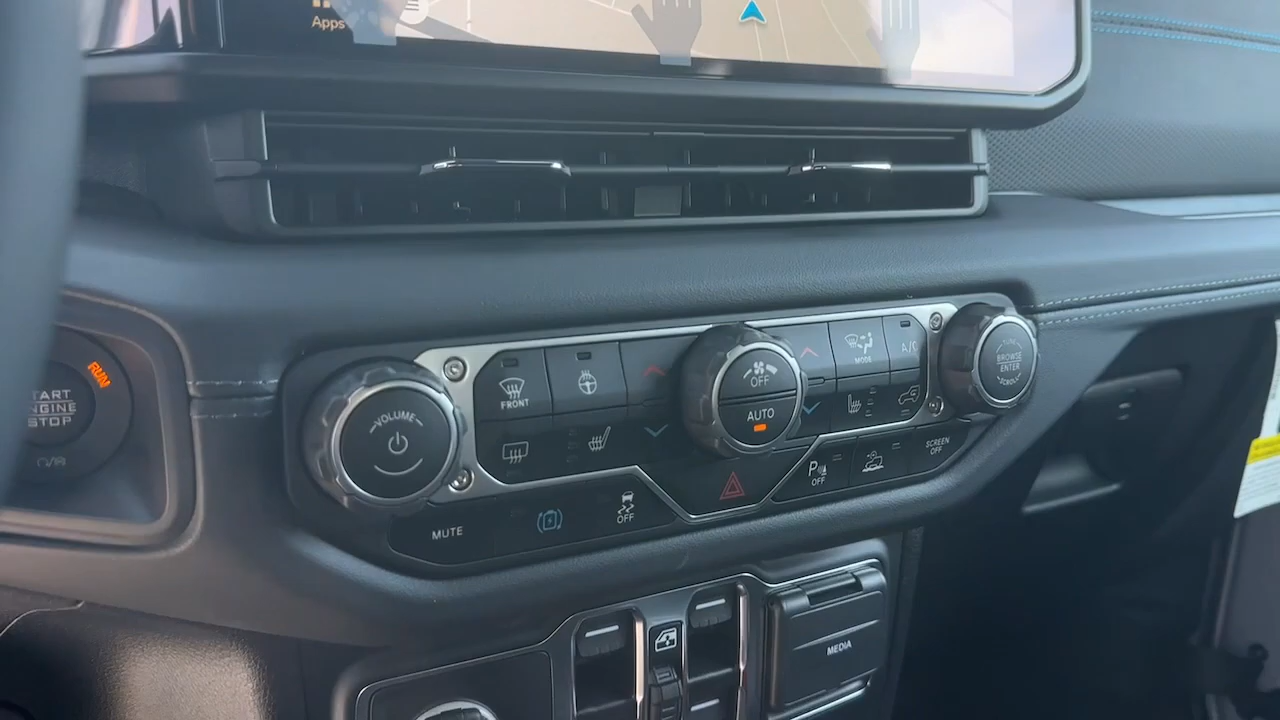 Apps
RUN
START
ENGINE
STOP
VOLUME
FRONT
OFF
AUTO
MODE
A/C
BROWSE
ENTER
SCROLL
MUTE
OFF
P
OFF
SCREEN
OFF
MEDIA